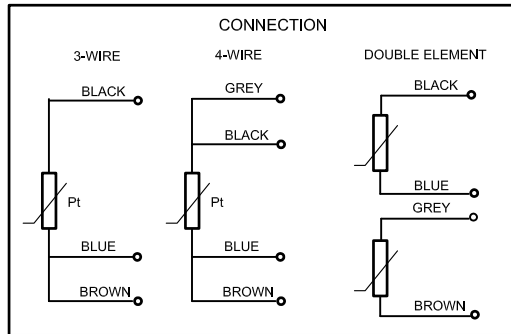 CONNECTION
3-WIRE
BLACK
Pt
BLUE
BROWN
4-WIRE
GREY
BLACK
Pt
BLUE
BROWN
DOUBLE ELEMENT
BLACK
BLUE
GREY
BROWN